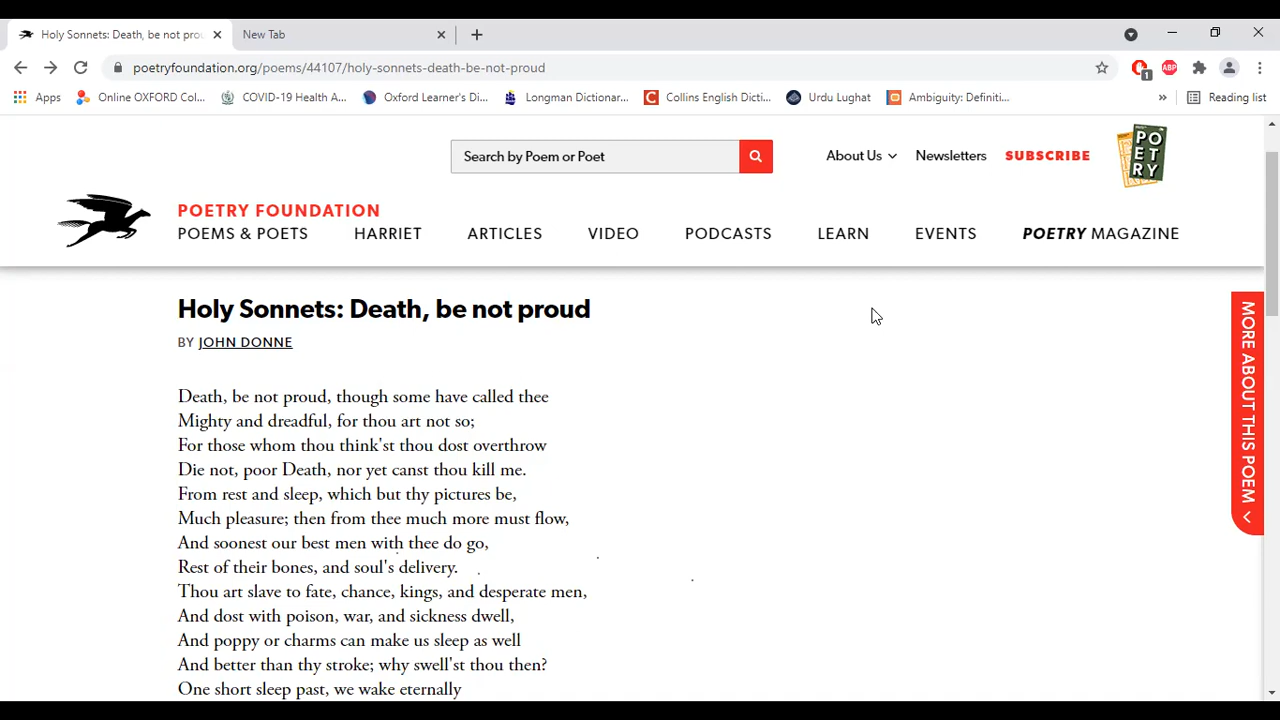 Holy Sonnets: Death, be not prou
New Tab
poetryfoundation.org/poems/44107/holy-sonnets-death-be-not-proud
1
ABP
Apps
Online OXFORD Col...
COVID-19 Health A...
Oxford Learner's Di...
Longman Dictionar...
Collins English Dicti...
Urdu Lughat
Ambiguity: Definiti...
»
Reading list
Search by Poem or Poet
About Us
Newsletters
SUBSCRIBE
PO
ET
RY
POETRY FOUNDATION
POEMS & POETS
HARRIET
ARTICLES
VIDEO
PODCASTS
LEARN
EVENTS
POETRY MAGAZINE
Holy Sonnets: Death, be not proud
BY JOHN DONNE
MORE ABOUT THIS POEM
Death, be not proud, though some have called thee
Mighty and dreadful, for thou art not so;
For those whom thou think'st thou dost overthrow
Die not, poor Death, nor yet canst thou kill me.
From rest and sleep, which but thy pictures be,
Much pleasure; then from thee much more must flow,
And soonest our best men with thee do go,
Rest of their bones, and soul's delivery.
Thou art slave to fate, chance, kings, and desperate men,
And dost with poison, war, and sickness dwell,
And poppy or charms can make us sleep as well
And better than thy stroke; why swell'st thou then?
One short sleep past, we wake eternally